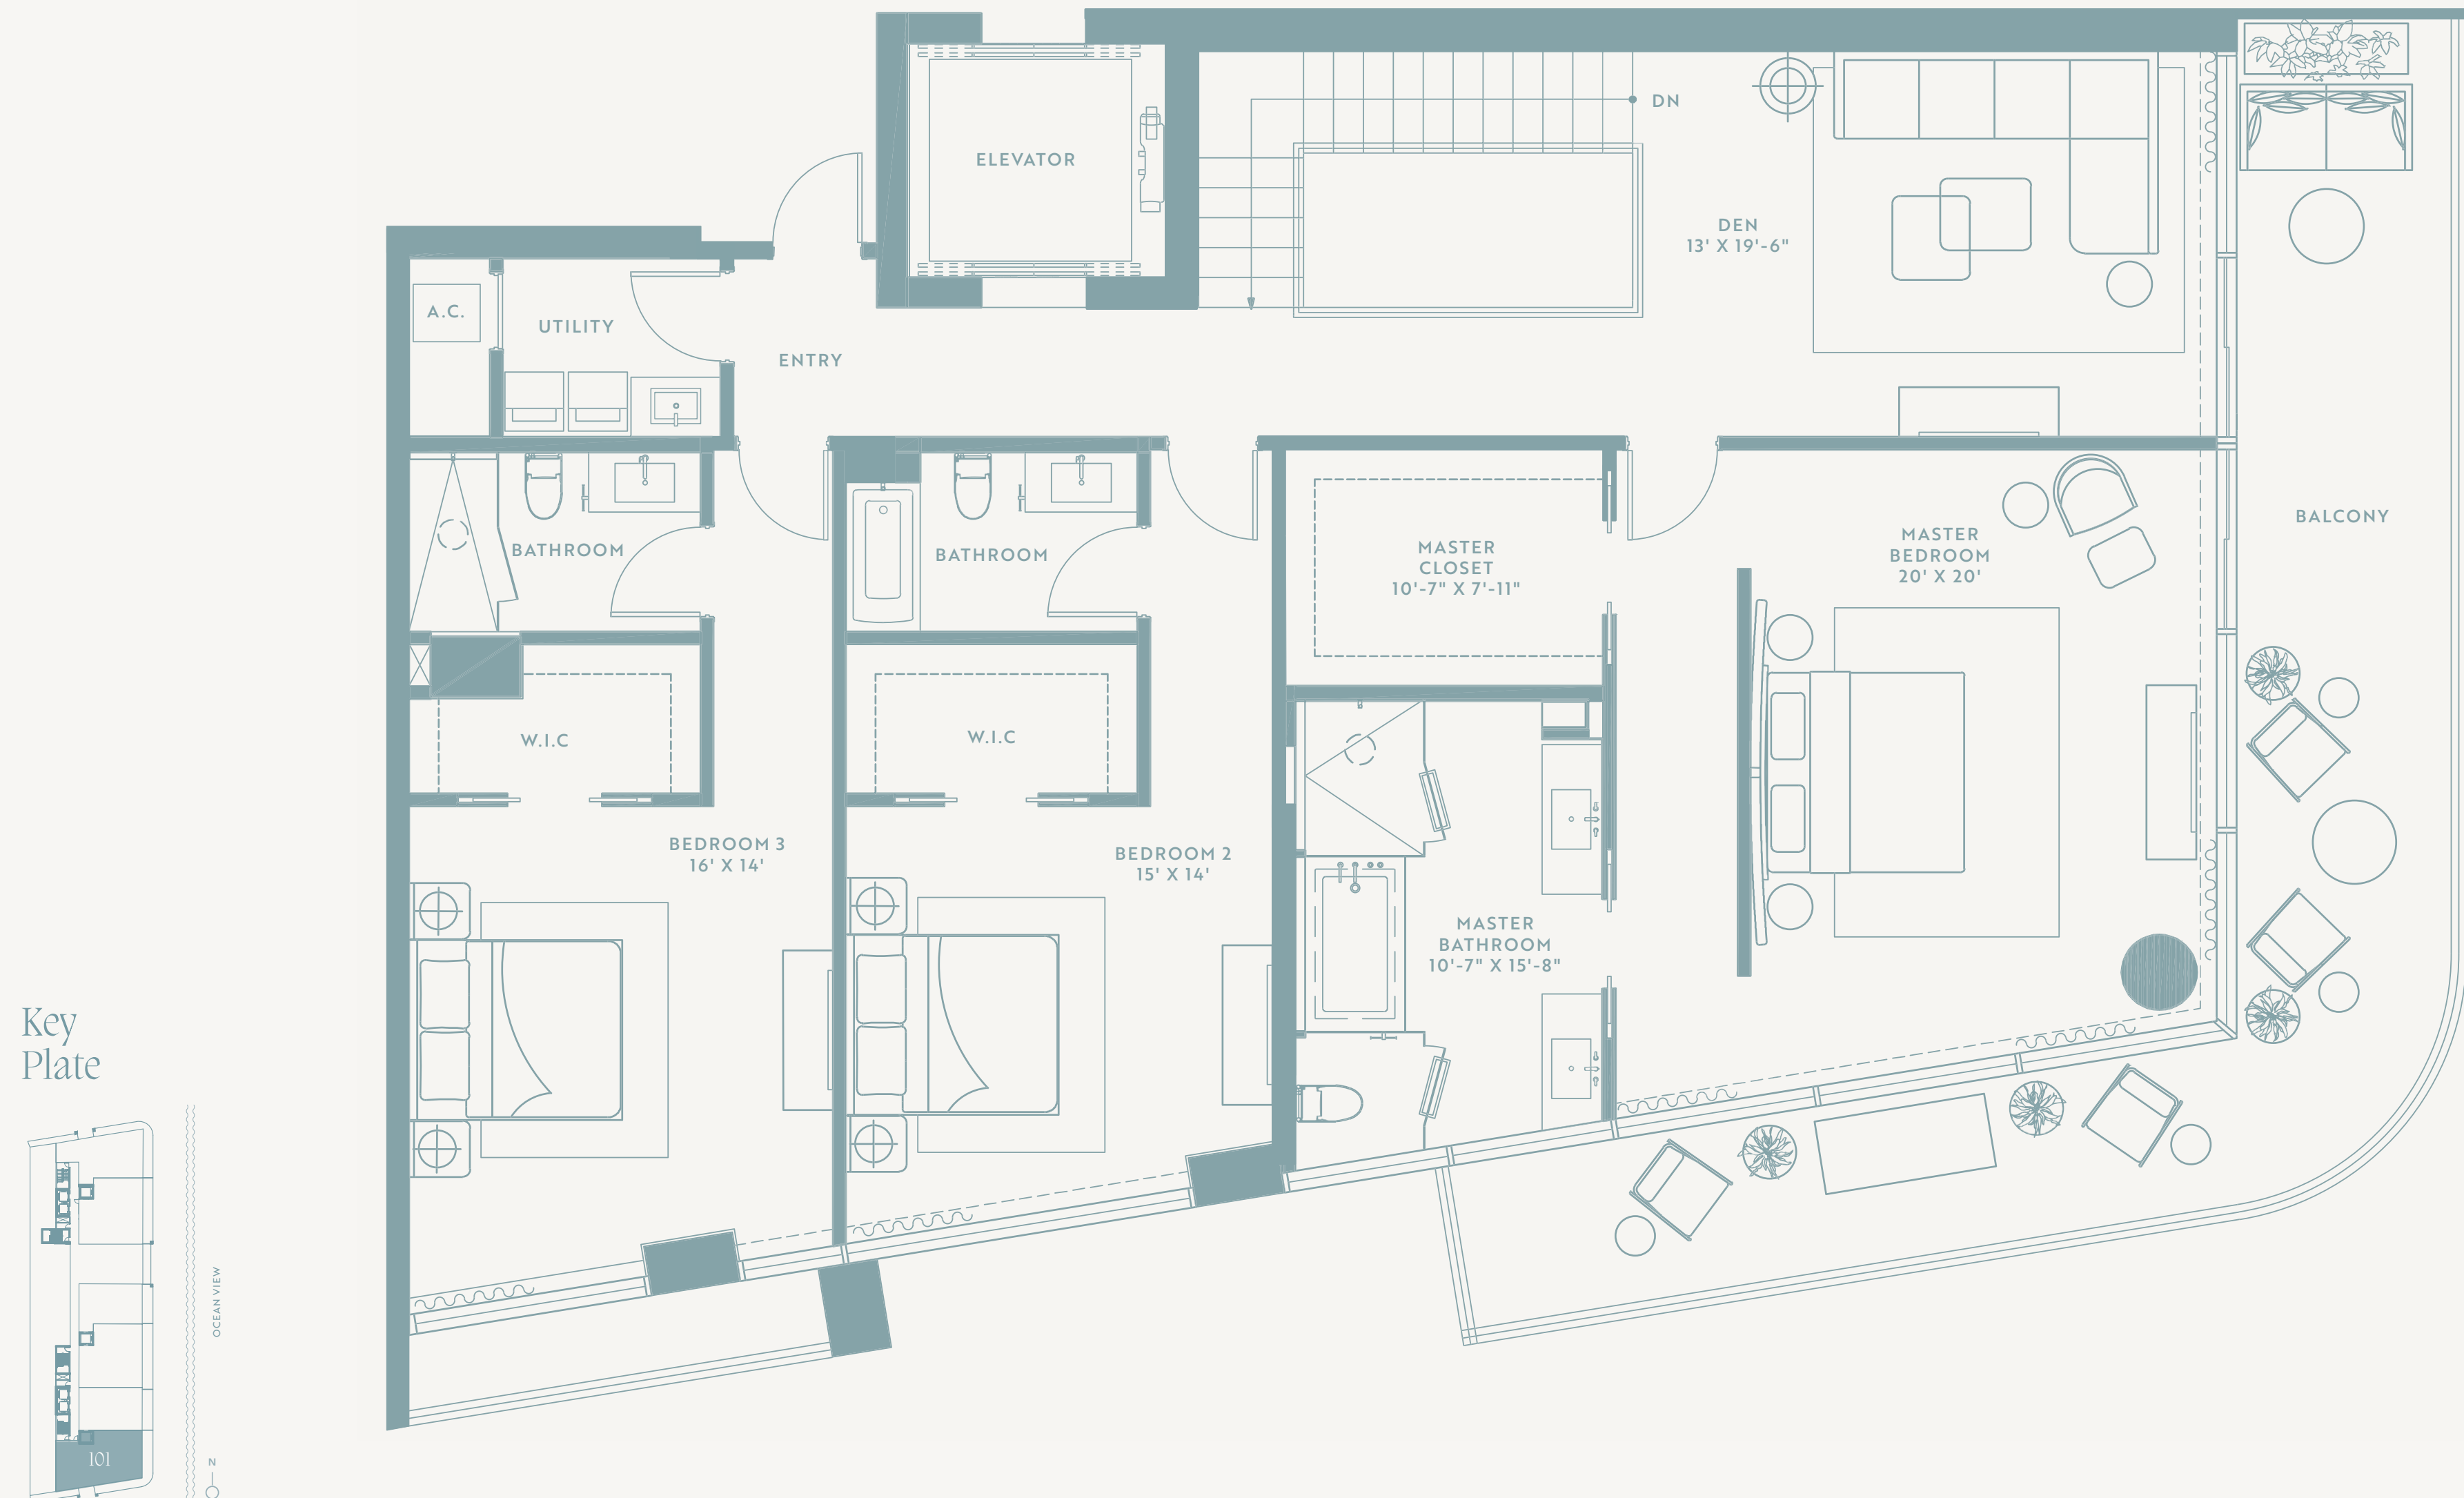 ELEVATOR
DN
DEN
13' X 19'-6"
A.C.
UTILITY
ENTRY
BALCONY
BATHROOM
BATHROOM
MASTER
CLOSET
10'-7" X 7'-11"
MASTER
BEDROOM
20' X 20'
W.I.C
W.I.C
BEDROOM 3
16' X 14'
BEDROOM 2
15' X 14'
MASTER
BATHROOM
10'-7" X 15'-8"
Key
Plate
OCEAN VIEW
101
N